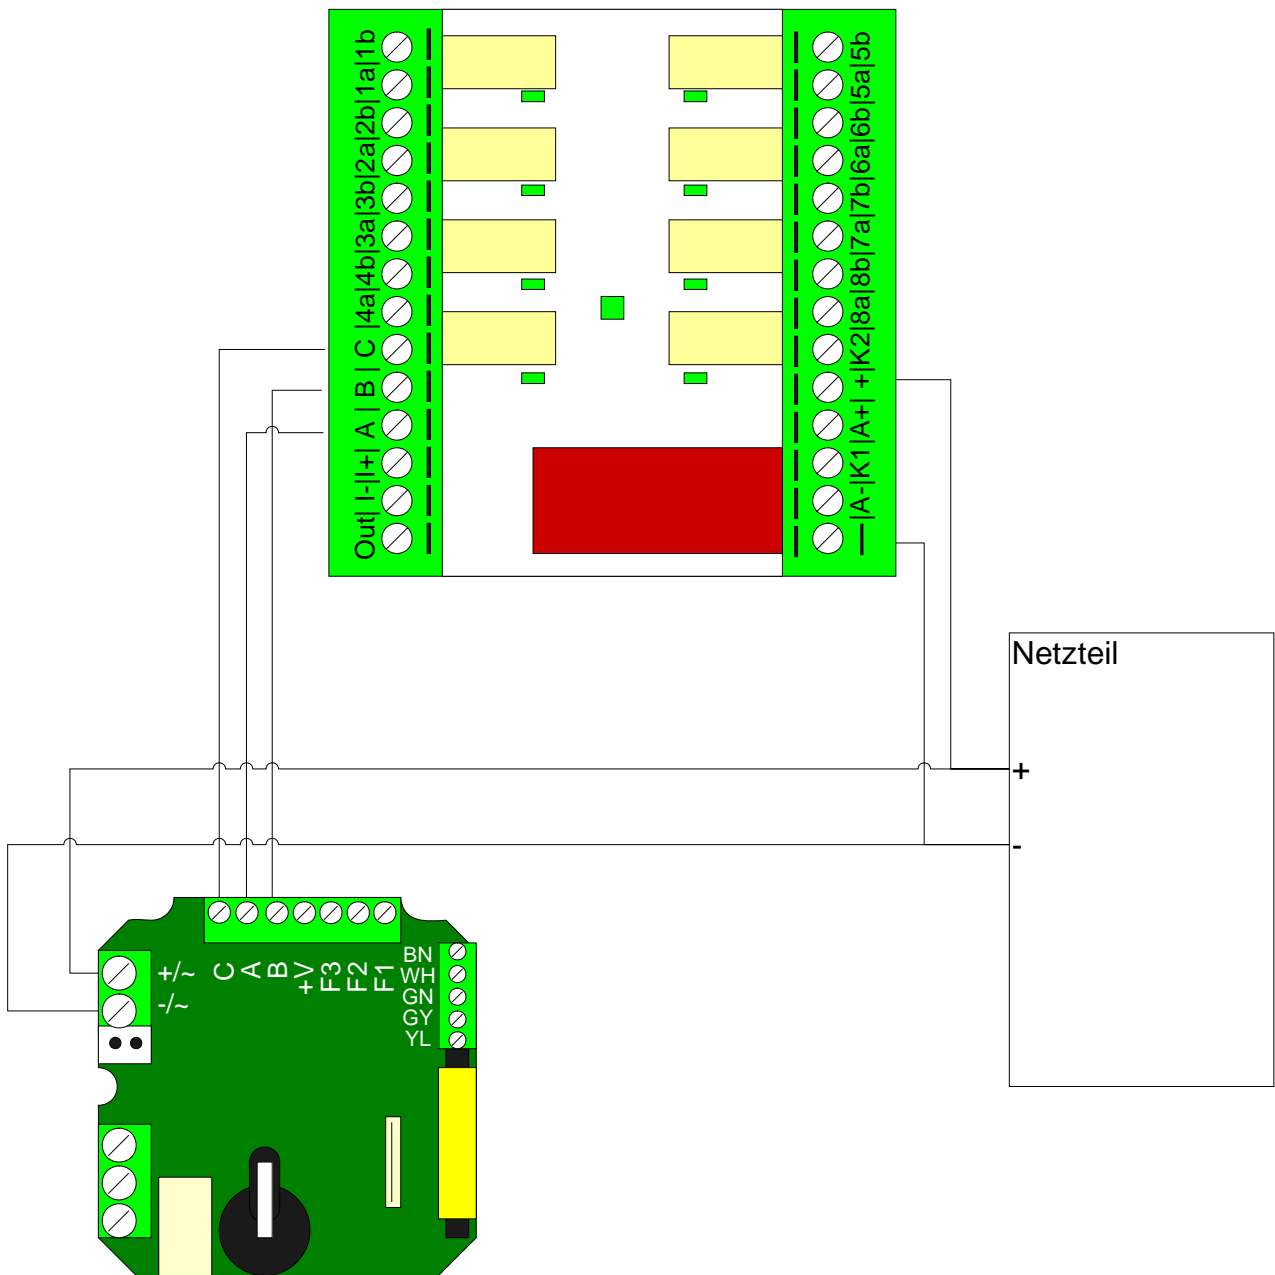 Out| I-|I+| A | B | C |4a|4b|3a|3b|2a|2b|1a|1b
—|A-|K1|A+| +|K2|8a|8b|7a|7b|6a|6b|5a|5b
Netzteil
+
-
+/~
-/~
C
A
B
+V
F3
F2
F1
BN
WH
GN
GY
YL